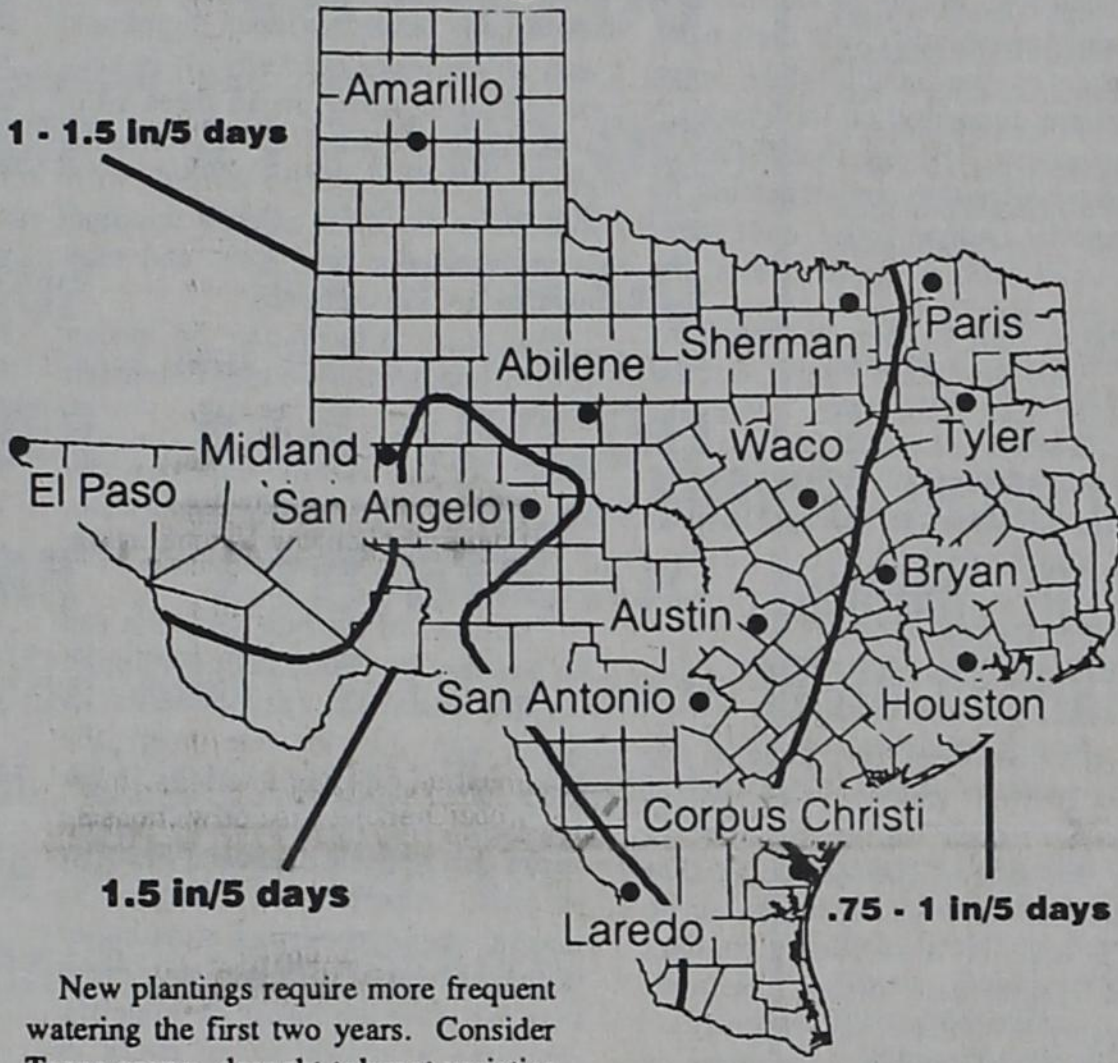 Amarillo
1 - 1.5 in/5 days
Paris
Sherman
Abilene
Waco
Tyler
Midland
El Paso
San Angelo
Bryan
Austin
San Antonio
Houston
Corpus Christi
1.5 in/5 days
.75 - 1 in/5 days
Laredo
New plantings require more frequent
watering the first two years. Consider